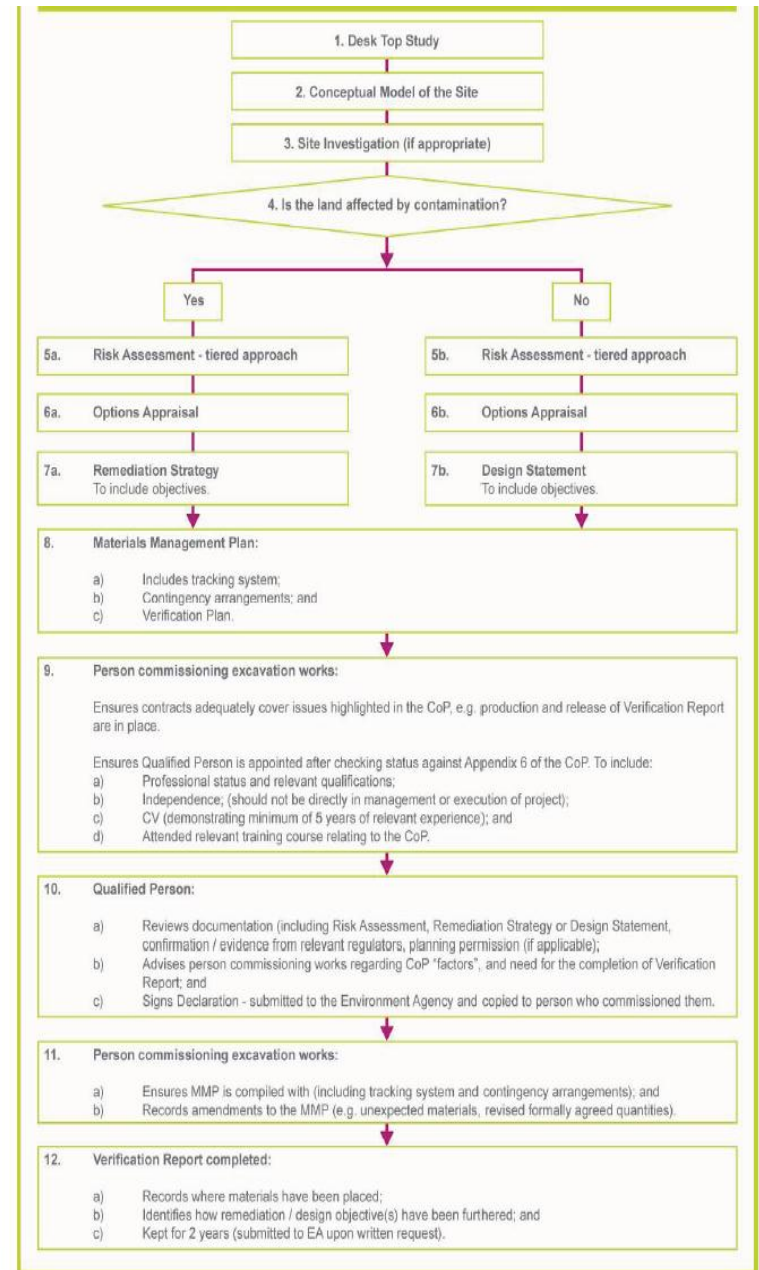 1. Desk Top Study
2. Conceptual Model of the Site
3. Site Investigation (if appropriate)
4. Is the land affected by contamination?
Yes
No
5a. Risk Assessment - tiered approach
5b. Risk Assessment - tiered approach
6a. Options Appraisal
6b. Options Appraisal
7a. Remediation Strategy
To include objectives.
7b. Design Statement
To include objectives.
8. Materials Management Plan:
a) Includes tracking system;
b) Contingency arrangements; and
c) Verification Plan.
9. Person commissioning excavation works:
Ensures contracts adequately cover issues highlighted in the CoP, e.g. production and release of Verification Report
are in place.
Ensures Qualified Person is appointed after checking status against Appendix 6 of the CoP. To include:
a) Professional status and relevant qualifications;
b) Independence; (should not be directly in management or execution of project);
c) CV (demonstrating minimum of 5 years of relevant experience); and
d) Attended relevant training course relating to the CoP.
10. Qualified Person:
a) Reviews documentation (including Risk Assessment, Remediation Strategy or Design Statement,
confirmation / evidence from relevant regulators, planning permission (if applicable);
b) Advises person commissioning works regarding CoP "factors", and need for the completion of Verification
Report; and
c) Signs Declaration - submitted to the Environment Agency and copied to person who commissioned them.
11. Person commissioning excavation works:
a) Ensures MMP is compiled with (including tracking system and contingency arrangements); and
b) Records amendments to the MMP (e.g. unexpected materials, revised formally agreed quantities).
12. Verification Report completed:
a) Records where materials have been placed;
b) Identifies how remediation / design objective(s) have been furthered; and
c) Kept for 2 years (submitted to EA upon written request).